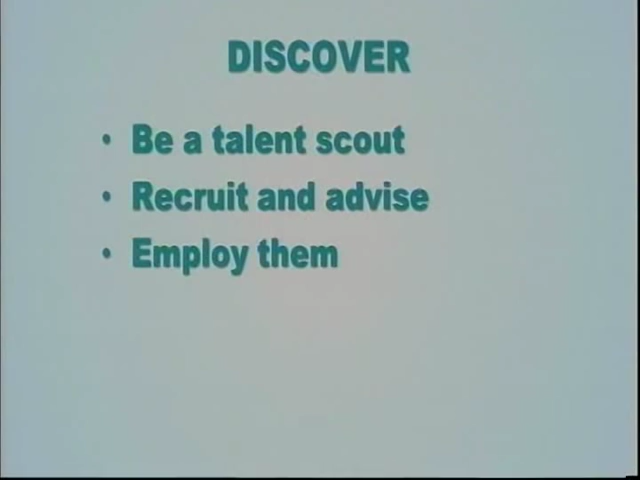 DISCOVER
• Be a talent scout
• Recruit and advise
• Employ them